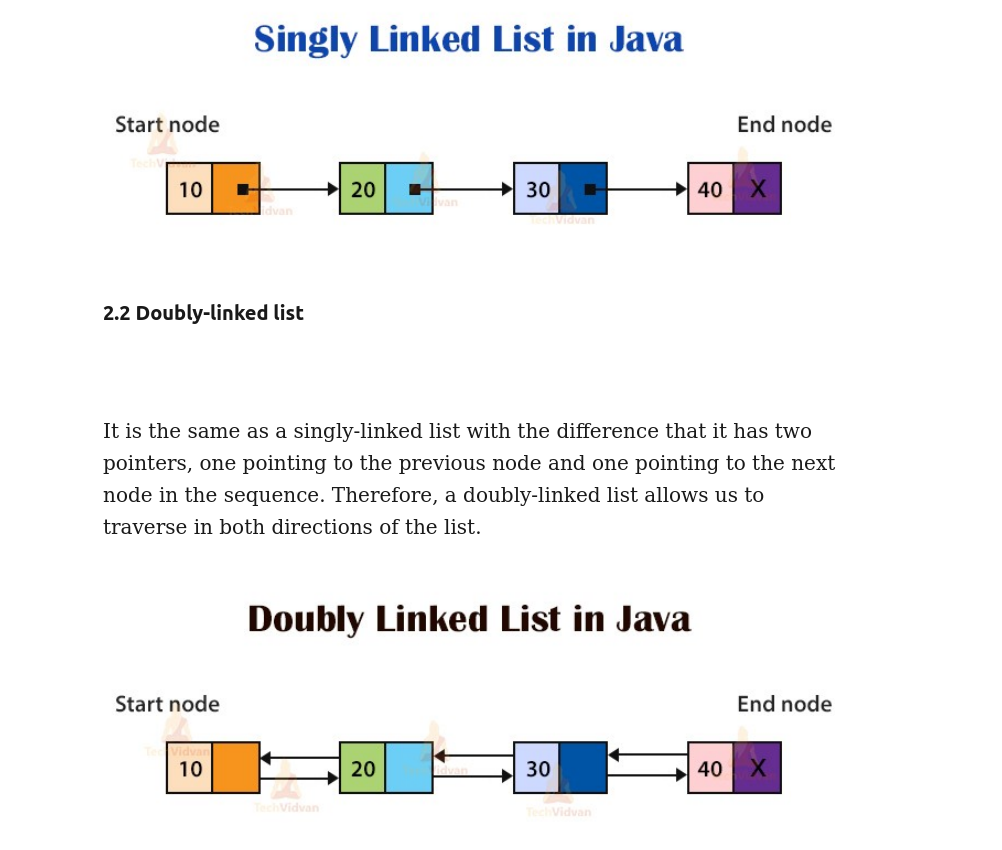 Singly Linked List in Java
Start node End node
10 20 30 40 X
2.2 Doubly-linked list
It is the same as a singly-linked list with the difference that it has two
pointers, one pointing to the previous node and one pointing to the next
node in the sequence. Therefore, a doubly-linked list allows us to
traverse in both directions of the list.
Doubly Linked List in Java
Start node End node
TechVidvan
10 20 30 40 X
TechVidvan TechVidvan